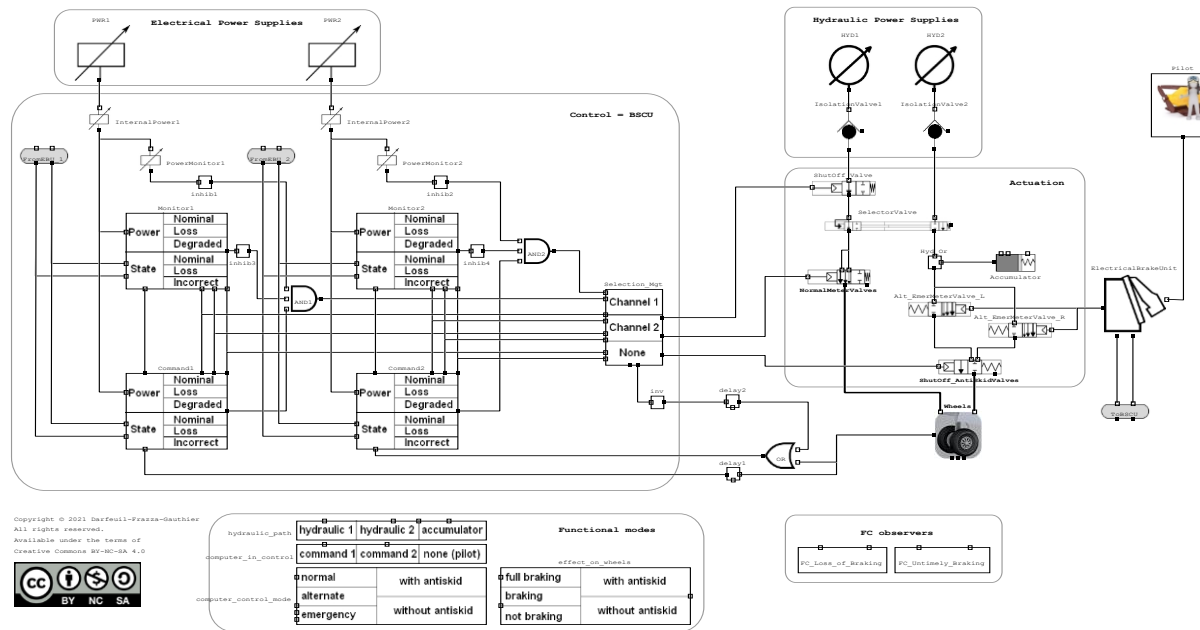 PWR1
Electrical Power Supplies
PWR2
Hydraulic Power Supplies
HYD1
HYD2
Pilot
IsolationValve1
IsolationValve2
InternalPower1
InternalPower2
Control = BSCU
FromEBU_1
PowerMonitor1
FromEBU_2
PowerMonitor2
inhib1
inhib2
ShutOff_Valve
Actuation
Monitor1
Power
Nominal
Loss
Degraded
State
Nominal
Loss
Incorrect
inhib3
Monitor2
Power
Nominal
Loss
Degraded
State
Nominal
Loss
Incorrect
inhib4
AND1
AND2
SelectorValve
Hyd_Or
Accumulator
NormalMeterValves
ElectricalBrakeUnit
Alt_EmerMeterValve_L
Alt_EmerMeterValve_R
Selection_Mgt
Channel 1
Channel 2
None
Command1
Power
Nominal
Loss
Degraded
State
Nominal
Loss
Incorrect
Command2
Power
Nominal
Loss
Degraded
State
Nominal
Loss
Incorrect
ShutOff_AntiSkidValves
inv
delay2
Wheels
ToBSCU
OR
delay1
Copyright © 2021 Darfeuil-Frazza-Gauthier
All rights reserved.
Available under the terms of
Creative Commons BY-NC-SA 4.0
cc
BY NC SA
hydraulic_path
hydraulic 1 hydraulic 2 accumulator
Functional modes
computer_in_control
command 1 command 2 none (pilot)
computer_control_mode
normal
alternate
emergency
with antiskid
without antiskid
effect_on_wheels
full braking
braking
not braking
with antiskid
without antiskid
FC observers
FC_Loss_of_Braking
FC_Untimely_Braking